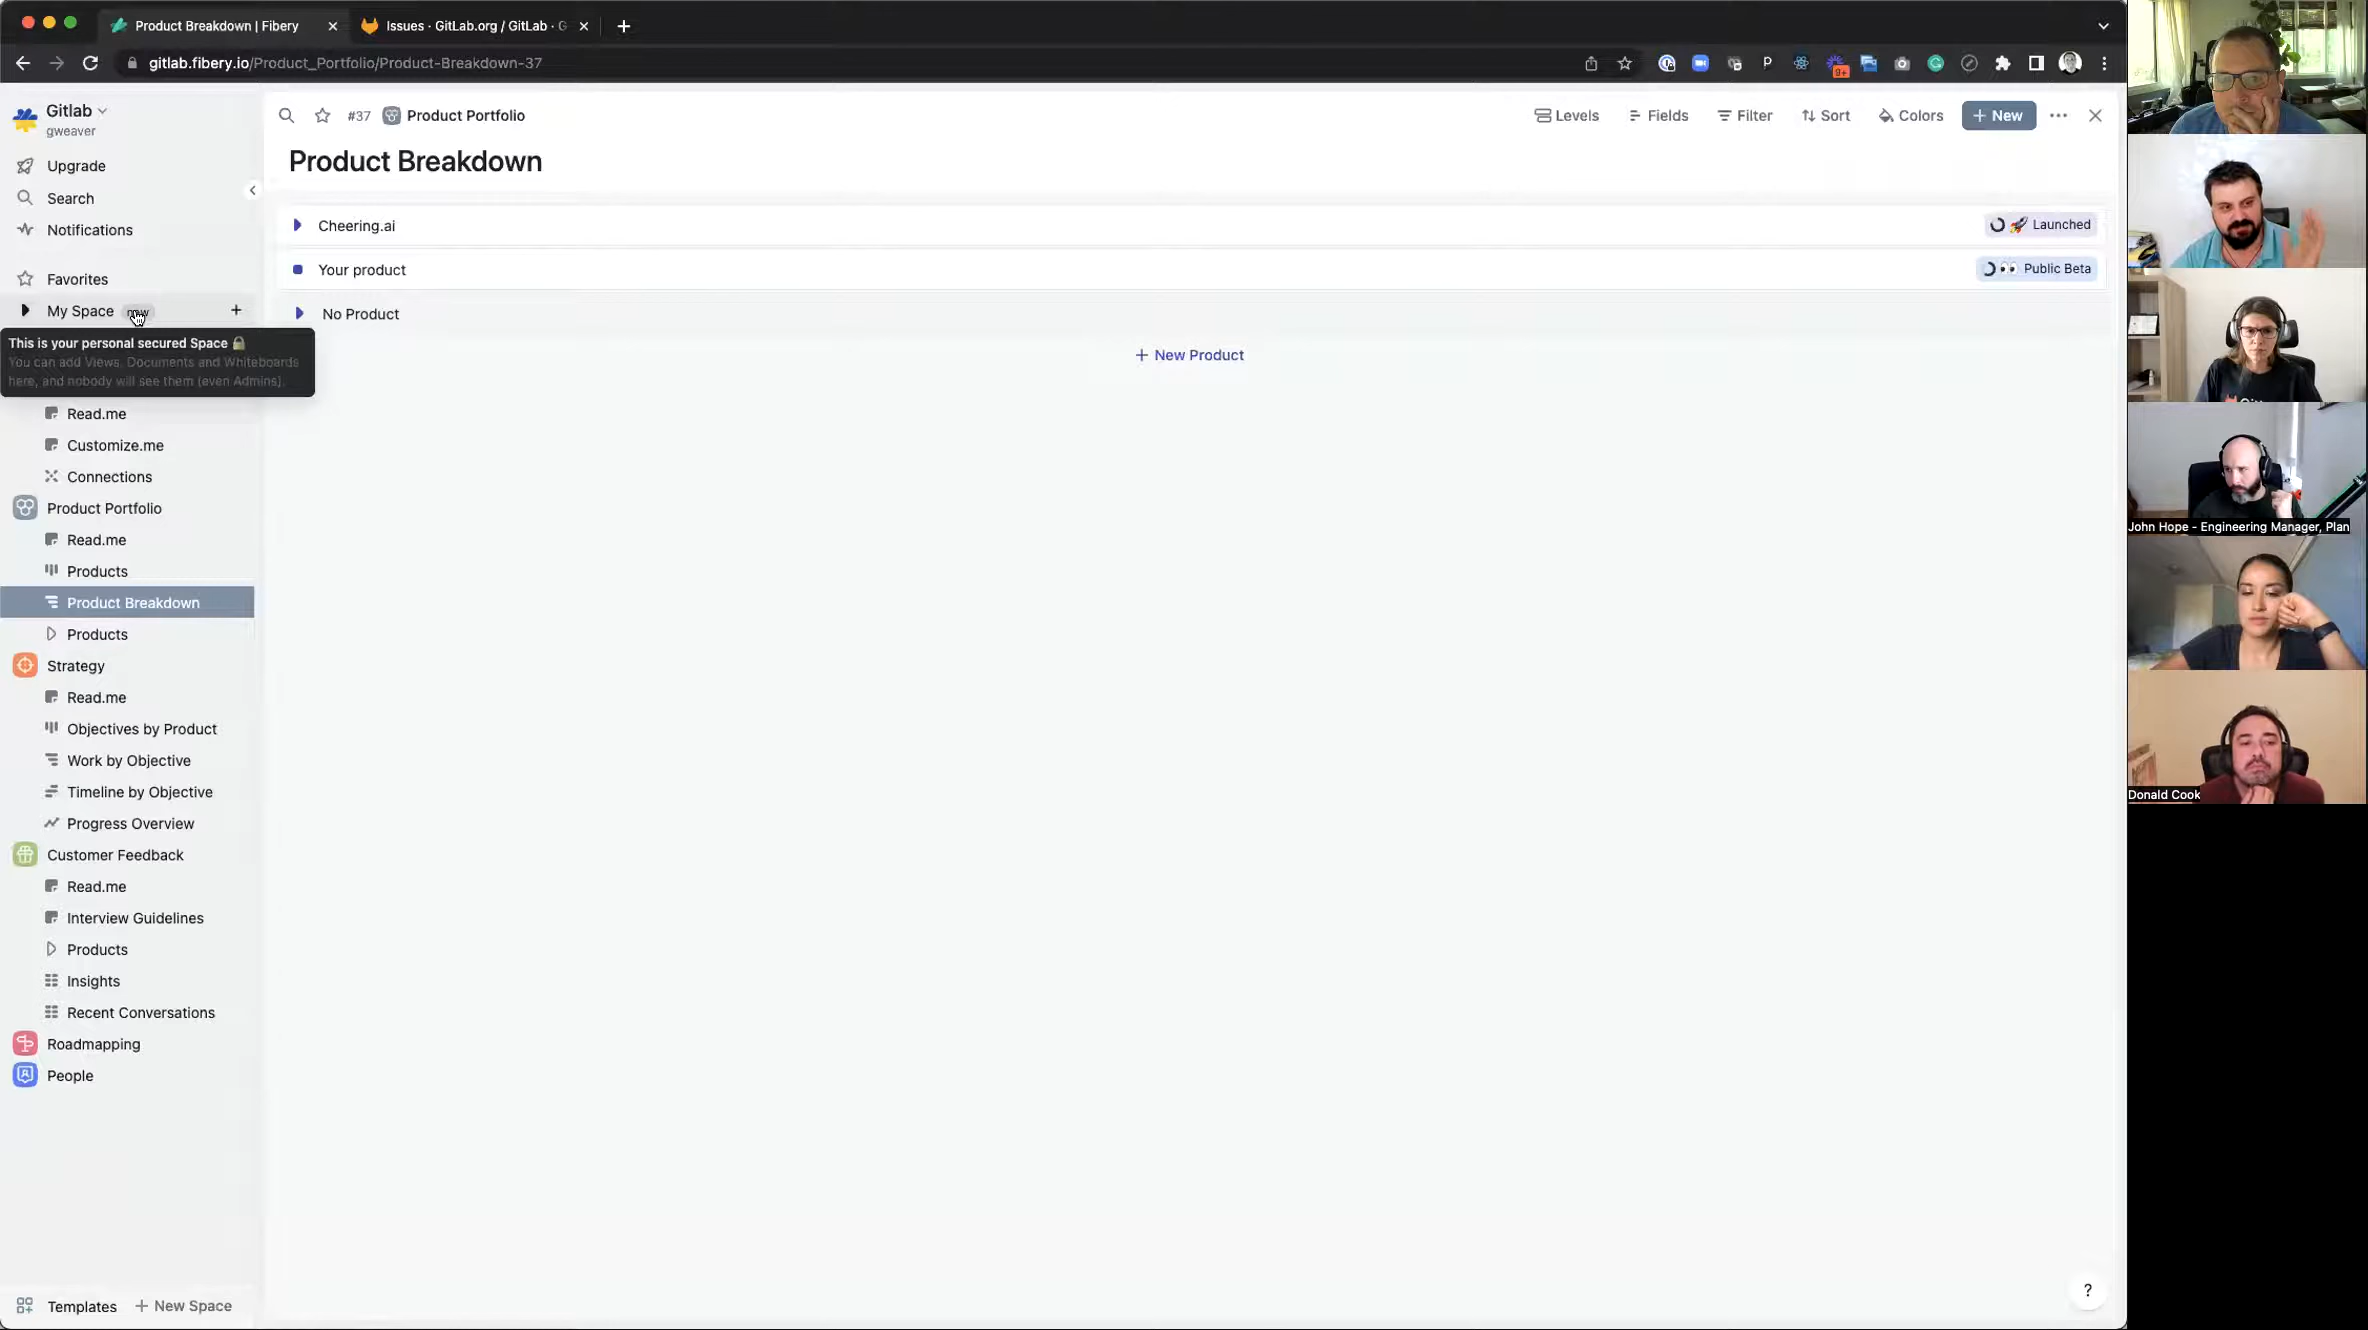 Product Breakdown | Fibery
Issues · GitLab.org / GitLab · G
gitlab.fibery.io/Product_Portfolio/Product-Breakdown-37
P
9+
Gitlab
gweaver
Upgrade
Search
Notifications
Favorites
My Space
This is your personal secured Space
You can add Views, Documents and Whiteboards
here, and nobody will see them (even Admins).
Read.me
Customize.me
Connections
Product Portfolio
Read.me
Products
Product Breakdown
Products
Strategy
Read.me
Objectives by Product
Work by Objective
Timeline by Objective
Progress Overview
Customer Feedback
Read.me
Interview Guidelines
Products
Insights
Recent Conversations
Roadmapping
People
Templates
+ New Space
#37 Product Portfolio
Levels
Fields
Filter
Sort
Colors
+ New
Product Breakdown
Cheering.ai
Launched
Your product
Public Beta
No Product
+ New Product
?
John Hope - Engineering Manager, Plan
Donald Cook